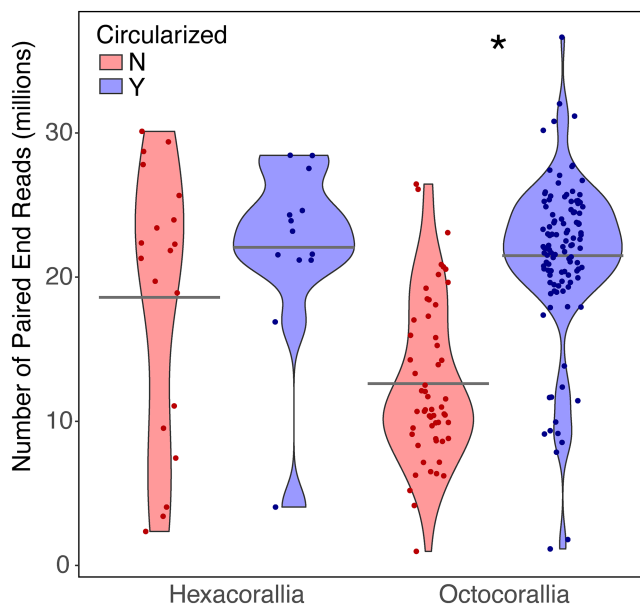 Circularized
N
Y
*
Number of Paired End Reads (millions)
30
20
10
0
Hexacorallia
Octocorallia